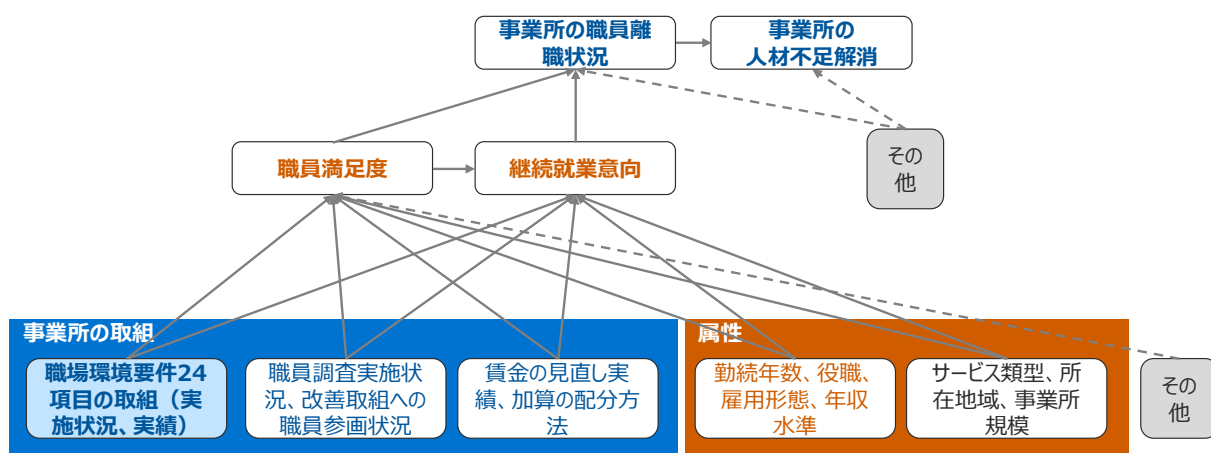 事業所の職員離
職状況
事業所の
人材不足解消
その
他
職員満足度
継続就業意向
事業所の取組
職場環境要件24
項目の取組（実
施状況、実績）
職員調査実施状
況、改善取組への
職員参画状況
賃金の見直し実
績、加算の配分方
法
属性
勤続年数、役職、
雇用形態、年収
水準
サービス類型、所
在地域、事業所
規模
その
他